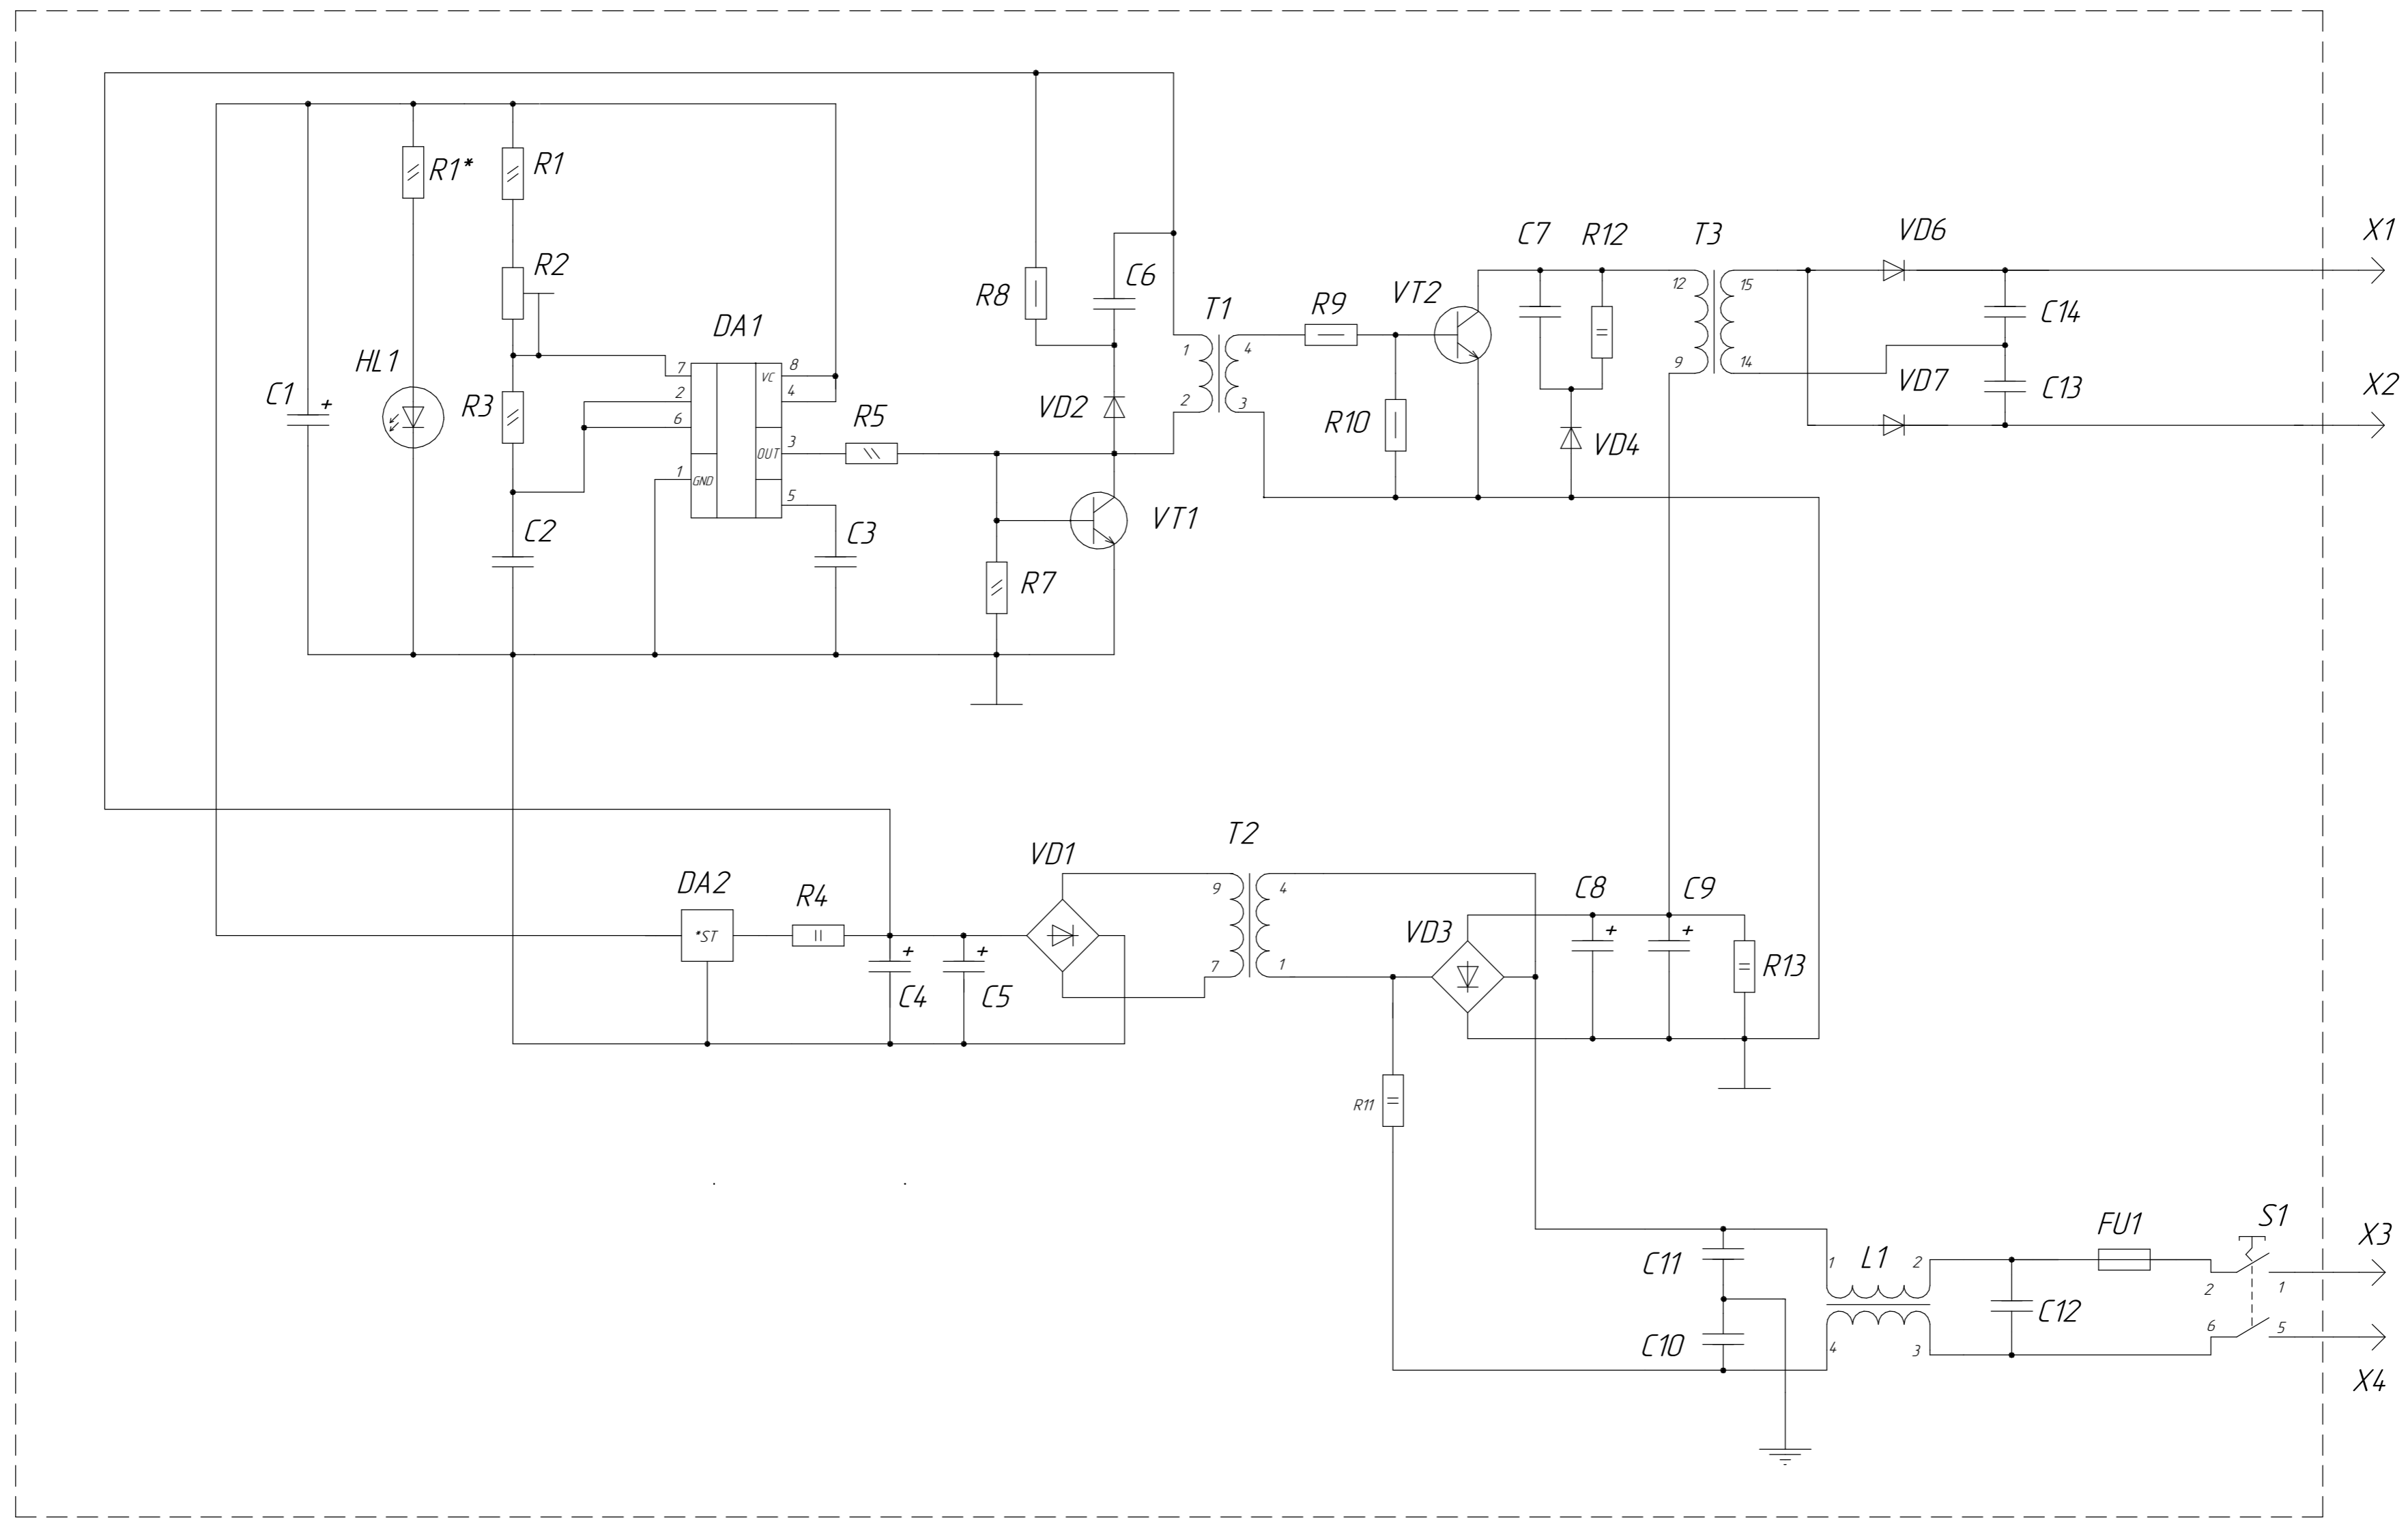 R1*
R1
R2
R3
HL1
C1 +
C2
DA1
7
2
6
1
GND
VC
OUT
8
4
3
5
R5
C3
R7
R8
C6
VD2
VT1
T1
1
2
4
3
R9
R10
VT2
C7
R12
VD4
T3
12
9
15
14
VD6
VD7
C14
C13
X1
X2
DA2
*ST
R4
+
C4
+
C5
VD1
T2
9
7
4
1
VD3
C8
+
C9
+
R13
R11
C11
C10
L1
1
2
4
3
C12
FU1
S1
2
1
6
5
X3
X4